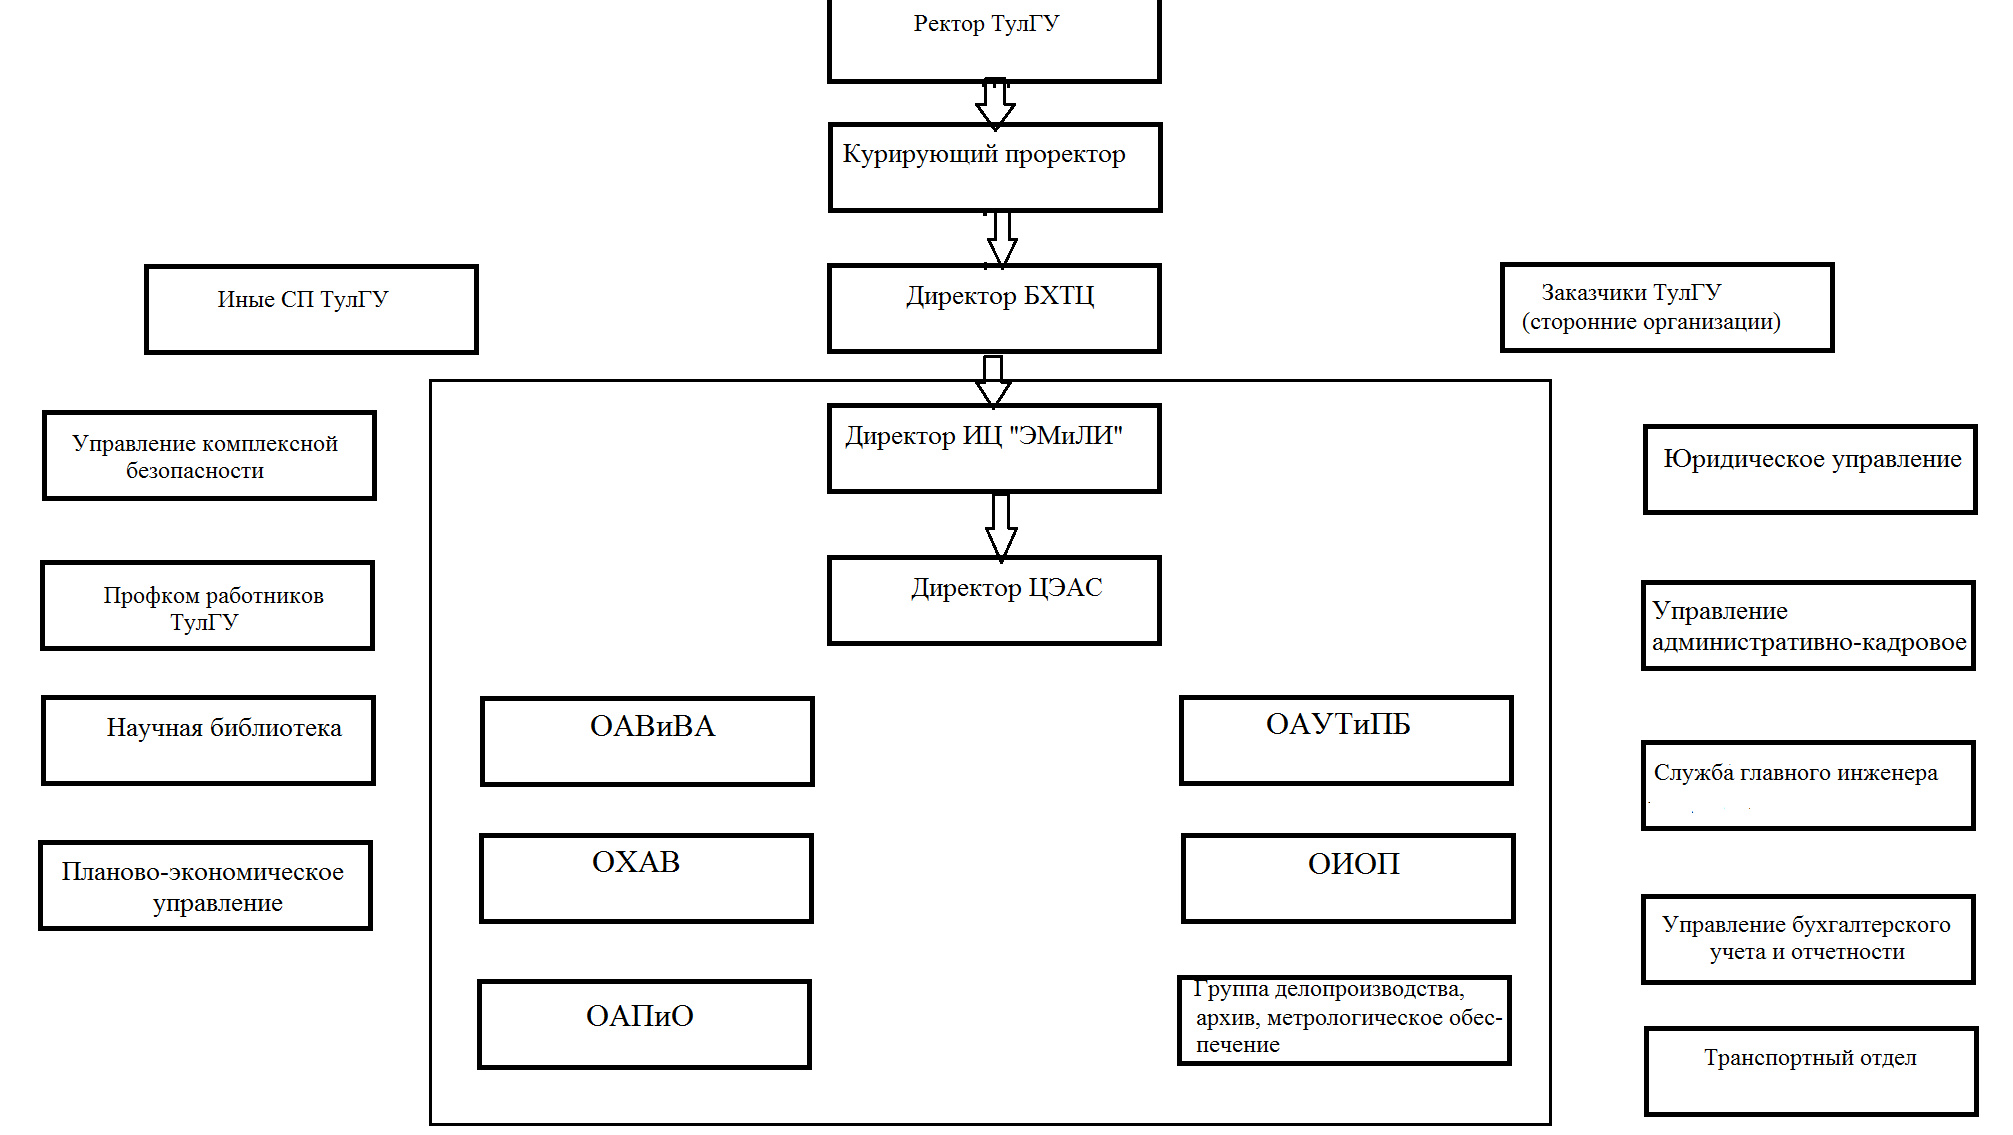 Ректор ТулГУ
Курирующий проректор
Директор БХТЦ
Иные СП ТулГУ
Заказчики ТулГУ
(сторонние организации)
Директор ИЦ "ЭМиЛИ"
Директор ЦЭАС
Управление комплексной
безопасности
Профком работников
ТулГУ
Научная библиотека
Планово-экономическое
управление
ОАВиВА
ОХАВ
ОАПиО
ОАУТиПБ
ОИОП
Группа делопроизводства,
архив, метрологическое обес-
печение
Юридическое управление
Управление
административно-кадровое
Служба главного инженера
Управление бухгалтерского
учета и отчетности
Транспортный отдел